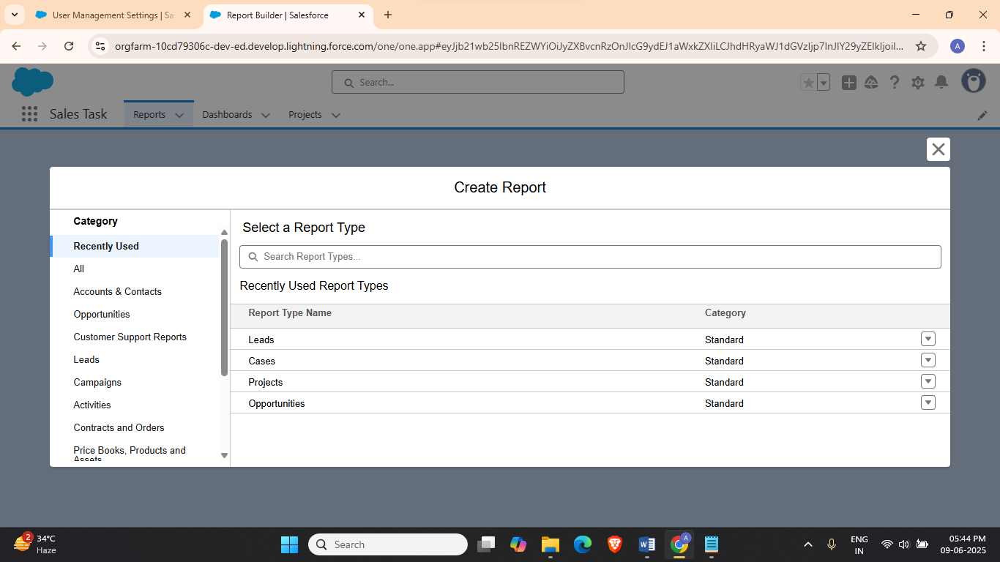 User Management Settings | Sa
Report Builder | Salesforce
orgfarm-10cd79306c-dev-ed.develop.lightning.force.com/one/one.app#eyJjb21wb25lbnREZWYiOiJyZXBvcnRzOnJlcG9ydEJ1aWxkZXIiLCJhdHRyaWJ1dGVzIjp7InJlY29yZElkIjoiI...
A
Search...
Sales Task
Reports
Dashboards
Projects
Create Report
Category
Recently Used
All
Accounts & Contacts
Opportunities
Customer Support Reports
Leads
Campaigns
Activities
Contracts and Orders
Price Books, Products and
Assets
Select a Report Type
Search Report Types...
Recently Used Report Types
Report Type Name Category
Leads Standard
Cases Standard
Projects Standard
Opportunities Standard
2
34°C
Haze
Search
A
ENG
IN
05:44 PM
09-06-2025